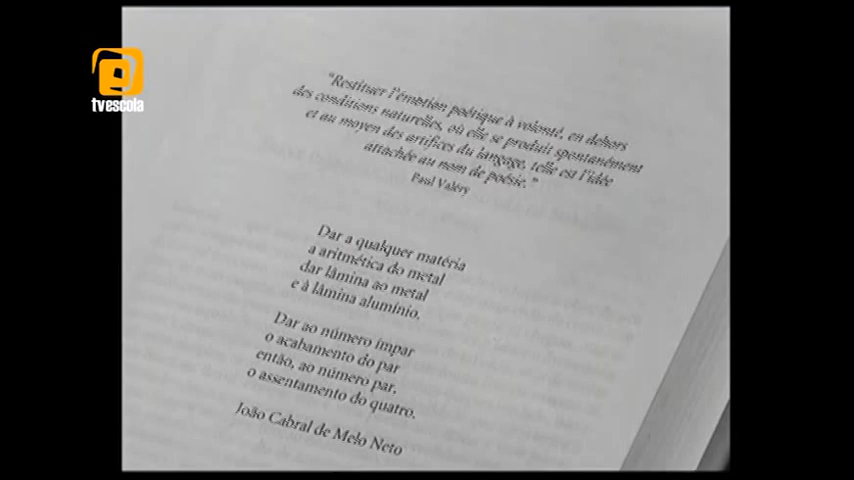 tvescola
"Restituer l'émotion poétique à volonté, en dehors
des conditions naturelles, où elle se produit spontanément
et au moyen des artifices du langage, telle est l'idée
attachée au nom de poésie."
Paul Valéry
Dar a qualquer matéria
a aritmética do metal
dar lâmina ao metal
e à lâmina alumínio.
Dar ao número ímpar
o acabamento do par
então, ao número par,
o assentamento do quatro.
João Cabral de Melo Neto